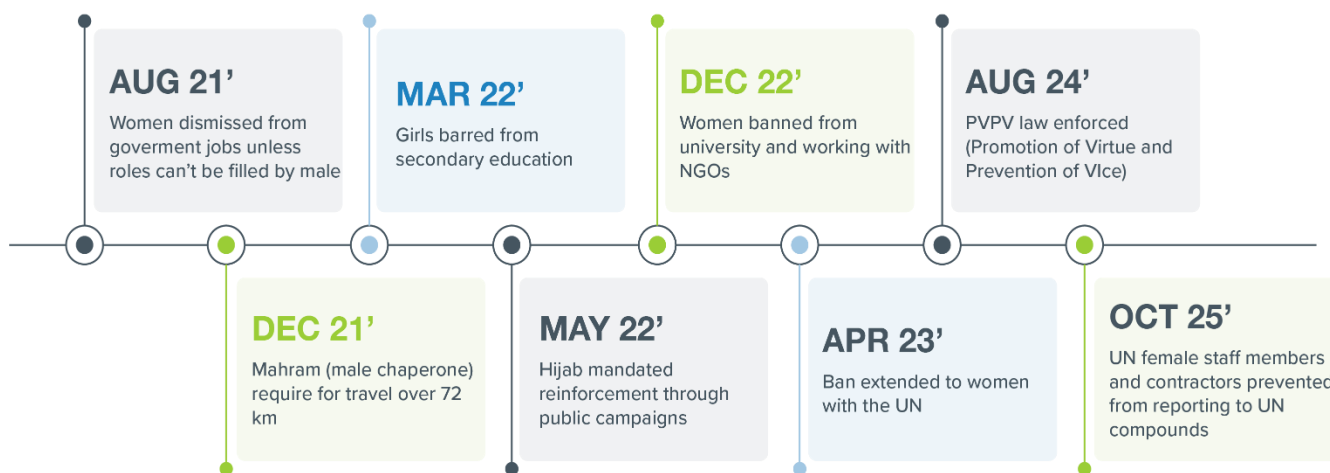 AUG 21’
Women dismissed from
goverment jobs unless
roles can’t be filled by male
DEC 21’
Mahram (male chaperone)
require for travel over 72
km
MAR 22’
Girls barred from
secondary education
MAY 22’
Hijab mandated
reinforcement through
public campaigns
DEC 22’
Women banned from
university and working with
NGOs
APR 23’
Ban extended to women
with the UN
AUG 24’
PVPV law enforced
(Promotion of Virtue and
Prevention of VIce)
OCT 25’
UN female staff members
and contractors prevented
from reporting to UN
compounds